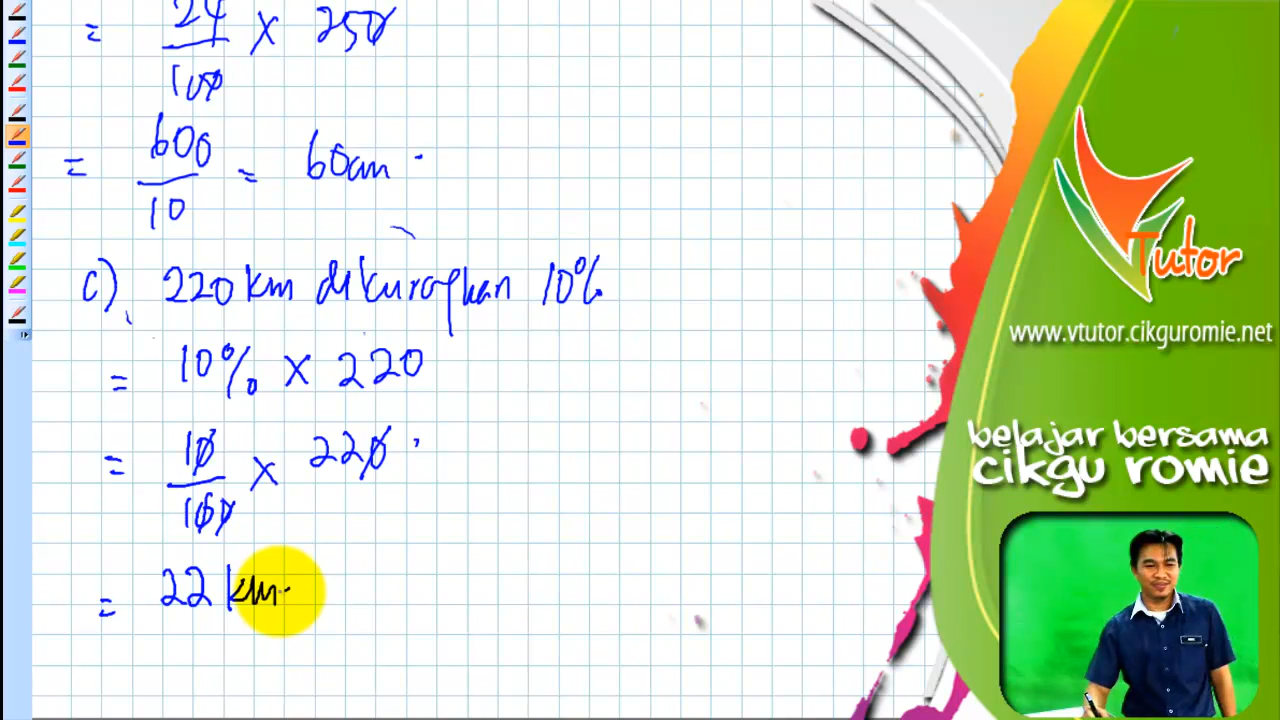 = 24/100 × 250
= 600/10 = 60cm
c) 220 km dikurangkan 10%
= 10% × 220
= 10/100 × 220
= 22 km
Tutor
www.vtutor.cikguromie.net
belajar bersama
cikgu romie